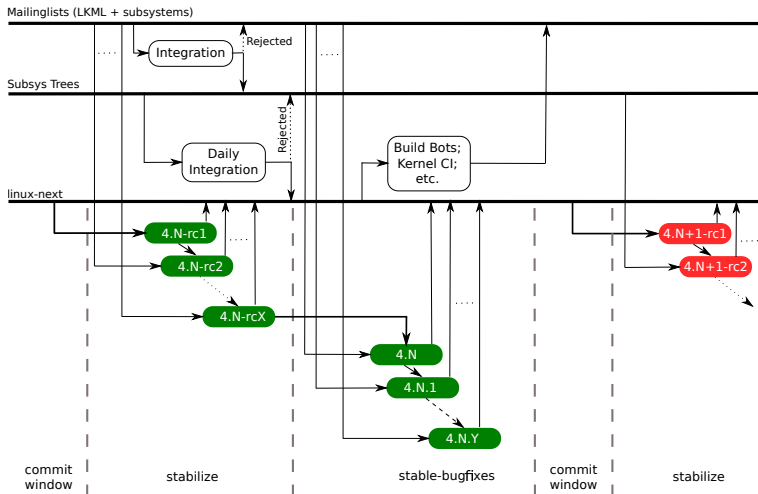 Mailinglists (LKML + subsystems)
....
Integration
Rejected
....
Subsys Trees
Daily
Integration
Rejected
Build Bots;
Kernel CI;
etc.
linux-next
4.N-rc1
....
4.N-rc2
4.N-rcX
4.N
4.N.1
....
4.N.Y
4.N+1-rc1
....
4.N+1-rc2
commit
window
stabilize
stable-bugfixes
commit
window
stabilize